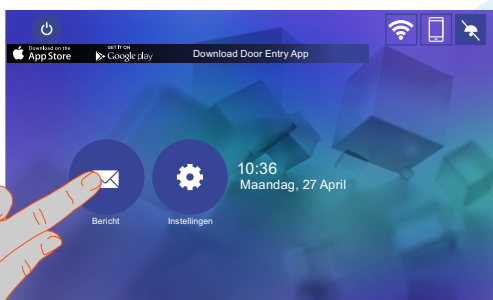 Download on the
App Store
GET IT ON
Google play
Download Door Entry App
10:36
Maandag, 27 April
Bericht
Instellingen